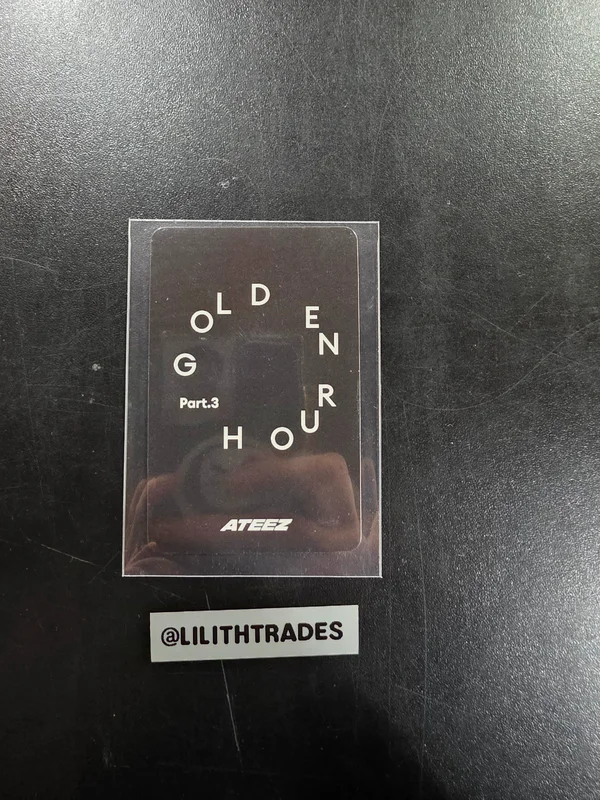 GOLDEN
HOUR
Part.3
ATEEZ
@LILITHTRADES